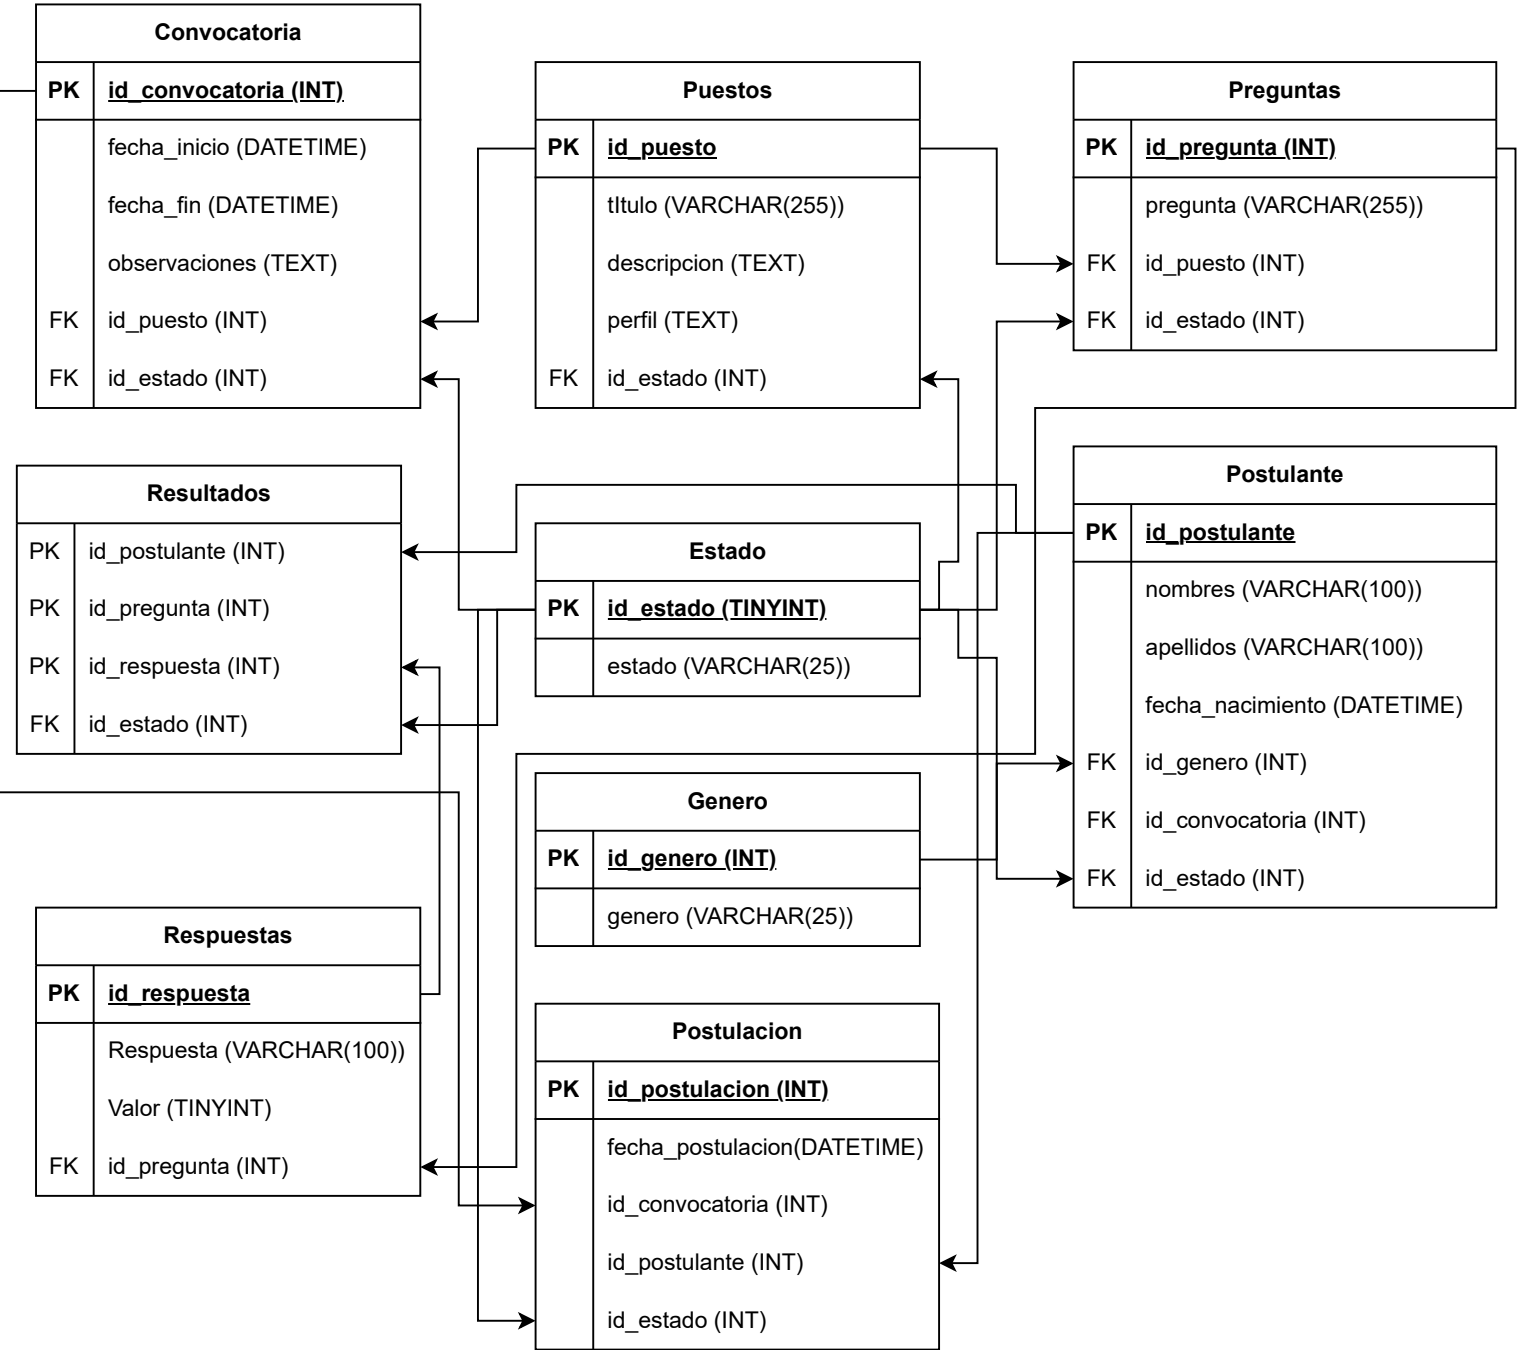 Convocatoria
PK id_convocatoria (INT)
fecha_inicio (DATETIME)
fecha_fin (DATETIME)
observaciones (TEXT)
FK id_puesto (INT)
FK id_estado (INT)
Puestos
PK id_puesto
tItulo (VARCHAR(255))
descripcion (TEXT)
perfil (TEXT)
FK id_estado (INT)
Preguntas
PK id_pregunta (INT)
pregunta (VARCHAR(255))
FK id_puesto (INT)
FK id_estado (INT)
Resultados
PK id_postulante (INT)
PK id_pregunta (INT)
PK id_respuesta (INT)
FK id_estado (INT)
Estado
PK id_estado (TINYINT)
estado (VARCHAR(25))
Postulante
PK id_postulante
nombres (VARCHAR(100))
apellidos (VARCHAR(100))
fecha_nacimiento (DATETIME)
FK id_genero (INT)
FK id_convocatoria (INT)
FK id_estado (INT)
Genero
PK id_genero (INT)
genero (VARCHAR(25))
Respuestas
PK id_respuesta
Respuesta (VARCHAR(100))
Valor (TINYINT)
FK id_pregunta (INT)
Postulacion
PK id_postulacion (INT)
fecha_postulacion(DATETIME)
id_convocatoria (INT)
id_postulante (INT)
id_estado (INT)